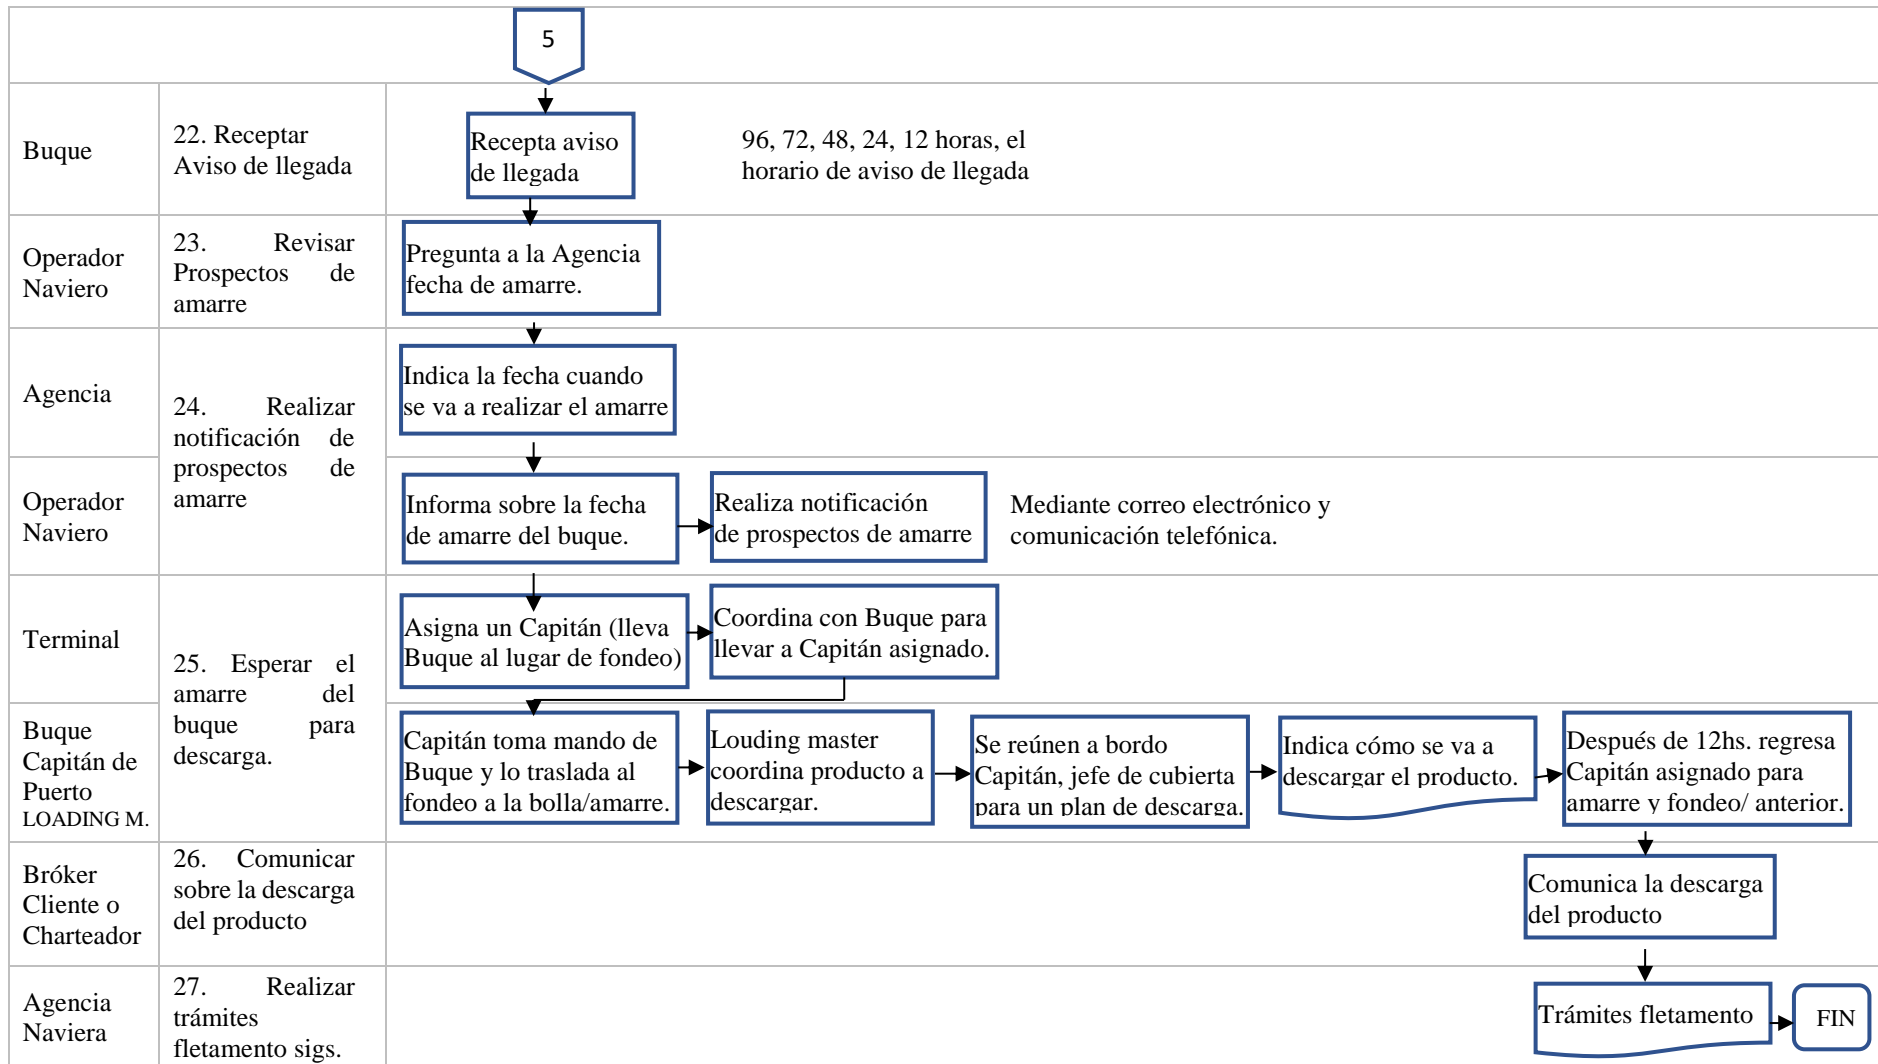 5
Buque
22. Receptar
Aviso de llegada
Recepta aviso
de llegada
96, 72, 48, 24, 12 horas, el
horario de aviso de llegada
Operador
Naviero
23. Revisar
Prospectos de
amarre
Pregunta a la Agencia
fecha de amarre.
Agencia
24. Realizar
notificación de
prospectos de
amarre
Indica la fecha cuando
se va a realizar el amarre
Operador
Naviero
Informa sobre la fecha
de amarre del buque.
Realiza notificación
de prospectos de amarre
Mediante correo electrónico y
comunicación telefónica.
Terminal
25. Esperar el
amarre del
buque para
descarga.
Asigna un Capitán (lleva
Buque al lugar de fondeo)
Coordina con Buque para
llevar a Capitán asignado.
Buque
Capitán de
Puerto
LOADING M.
Capitán toma mando de
Buque y lo traslada al
fondeo a la bolla/amarre.
Louding master
coordina producto a
descargar.
Se reúnen a bordo
Capitán, jefe de cubierta
para un plan de descarga.
Indica cómo se va a
descargar el producto.
Después de 12hs. regresa
Capitán asignado para
amarre y fondeo/ anterior.
Bróker
Cliente o
Charteador
26. Comunicar
sobre la descarga
del producto
Comunica la descarga
del producto
Agencia
Naviera
27. Realizar
trámites
fletamento sigs.
Trámites fletamento
FIN